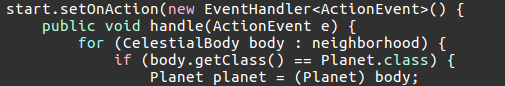 start.setOnAction(new EventHandler<ActionEvent>() {
    public void handle(ActionEvent e) {
        for (CelestialBody body : neighborhood) {
            if (body.getClass() == Planet.class) {
                Planet planet = (Planet) body;